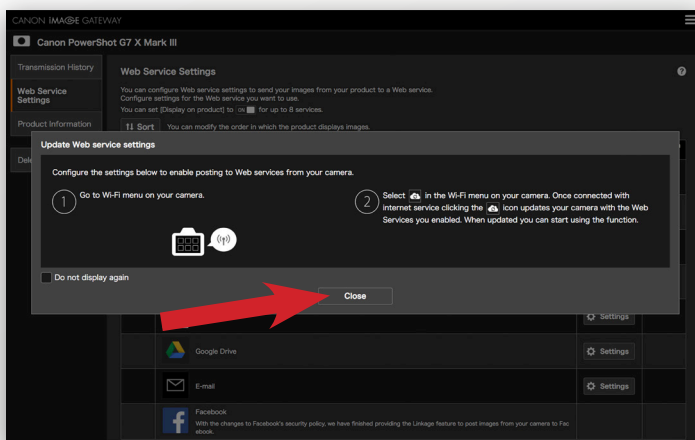 CANON iMAGE GATEWAY
Canon PowerShot G7 X Mark III
Transmission History
Web Service
Settings
Product Information
Dele
Web Service Settings
You can configure Web service settings to send your images from your product to a Web service.
Configure settings for the Web service you want to use.
You can set [Display on product] to ON for up to 8 services.
Sort You can modify the order in which the product displays images.
Update Web service settings
Configure the settings below to enable posting to Web services from your camera.
1 Go to Wi-Fi menu on your camera.
2 Select in the Wi-Fi menu on your camera. Once connected with
internet service clicking the icon updates your camera with the Web
Services you enabled. When updated you can start using the function.
Do not display again
Close
Settings
Google Drive Settings
E-mail Settings
Facebook
With the changes to Facebook's security policy, we have finished providing the Linkage feature to post images from your camera to Fac
ebook.